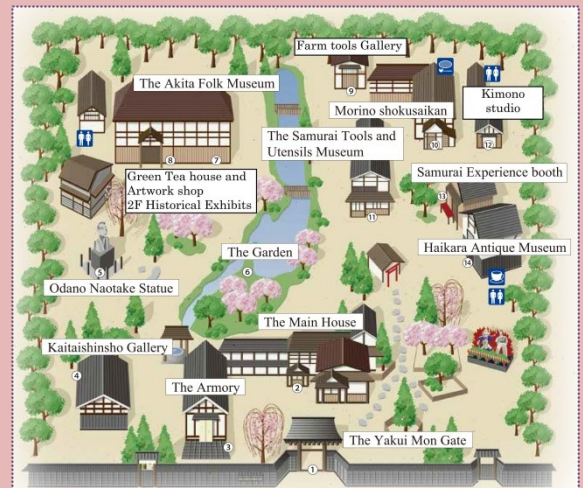 Farm tools Gallery
⑨
The Akita Folk Museum
Morino shokusaikan
⑩
Kimono
studio
⑫
⑧
⑦
The Samurai Tools and
Utensils Museum
⑪
Green Tea house and
Artwork shop
2F Historical Exhibits
Samurai Experience booth
⑬
Haikara Antique Museum
⑭
⑤
Odano Naotake Statue
The Garden
⑥
The Main House
②
Kaitaishinsho Gallery
④
The Armory
③
The Yakui Mon Gate
①